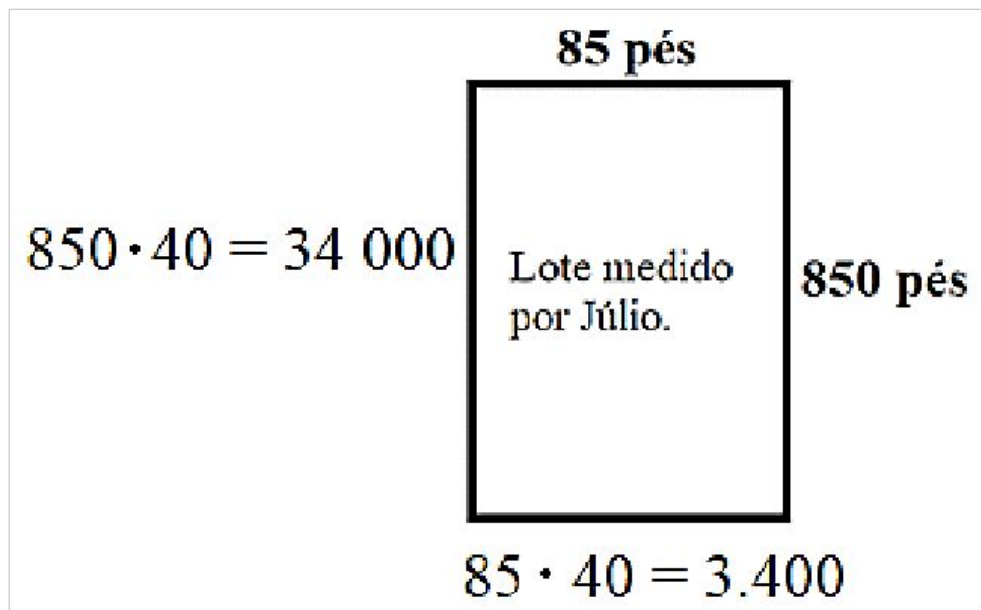 85 pés
850 · 40 = 34 000
Lote medido
por Júlio.
850 pés
85 · 40 = 3.400